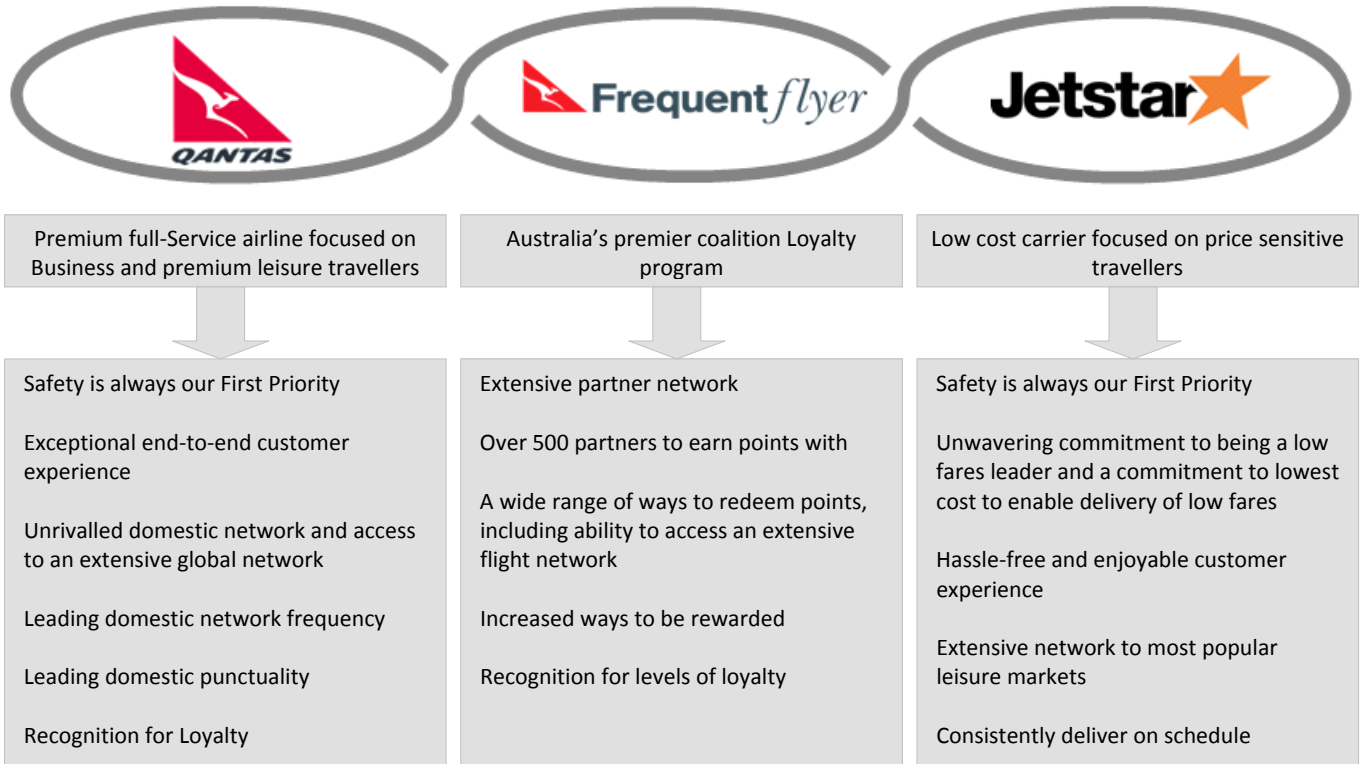 QANTAS
Frequent flyer
Jetstar
Premium full-Service airline focused on
Business and premium leisure travellers
Australia's premier coalition Loyalty
program
Low cost carrier focused on price sensitive
travellers
Safety is always our First Priority
Exceptional end-to-end customer
experience
Unrivalled domestic network and access
to an extensive global network
Leading domestic network frequency
Leading domestic punctuality
Recognition for Loyalty
Extensive partner network
Over 500 partners to earn points with
A wide range of ways to redeem points,
including ability to access an extensive
flight network
Increased ways to be rewarded
Recognition for levels of loyalty
Safety is always our First Priority
Unwavering commitment to being a low
fares leader and a commitment to lowest
cost to enable delivery of low fares
Hassle-free and enjoyable customer
experience
Extensive network to most popular
leisure markets
Consistently deliver on schedule